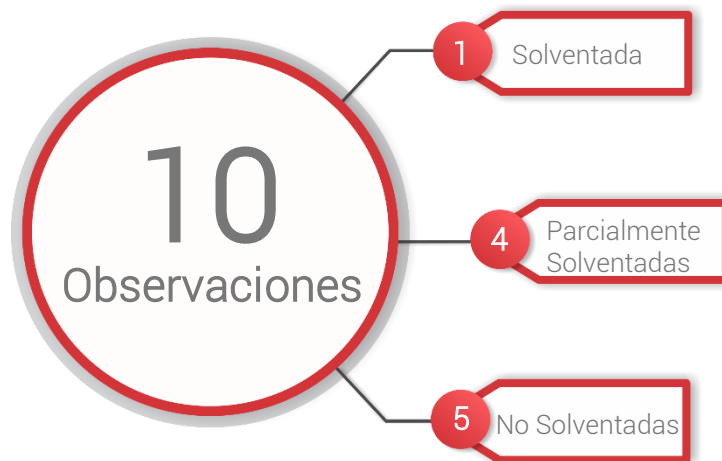 10
Observaciones
1
Solventada
4
Parcialmente
Solventadas
5
No Solventadas